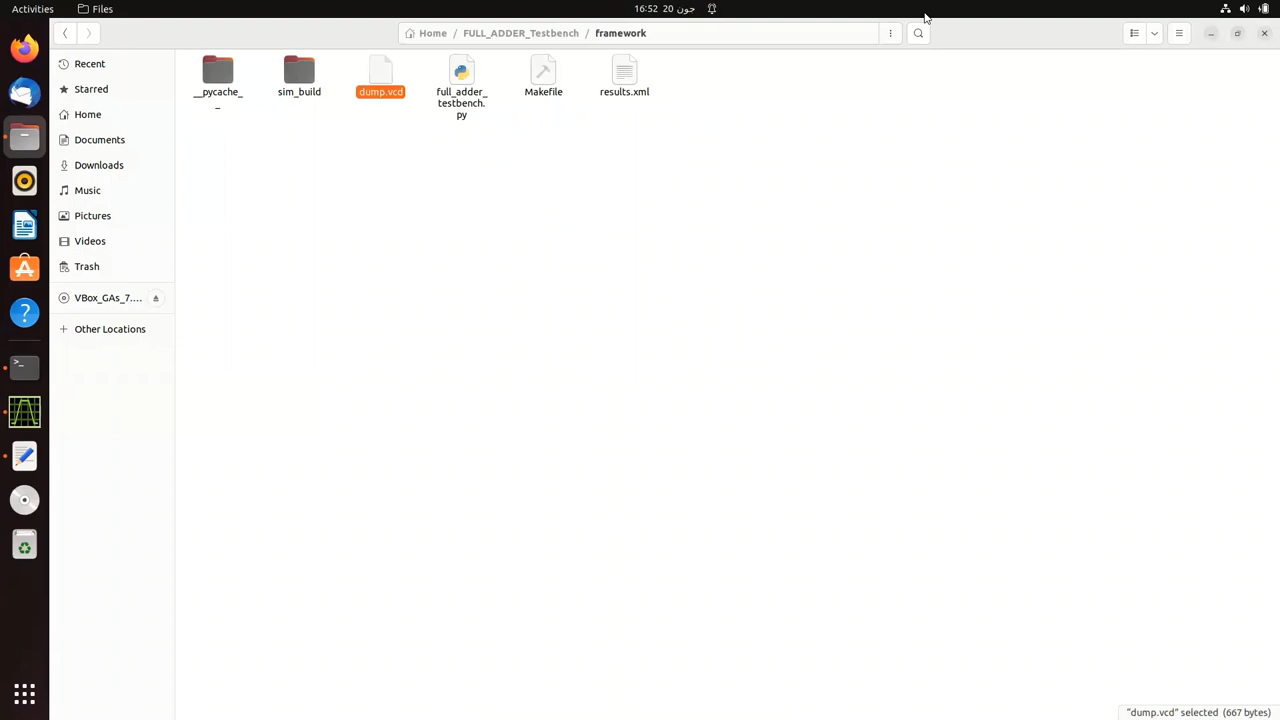 Activities
Files
16:52 20 جون
Home / FULL_ADDER_Testbench / framework
Recent
Starred
Home
Documents
Downloads
Music
Pictures
Videos
Trash
VBox_GAs_7....
Other Locations
__pycache_
_
sim_build
dump.vcd
full_adder_
testbench.
py
Makefile
results.xml
"dump.vcd" selected (667 bytes)